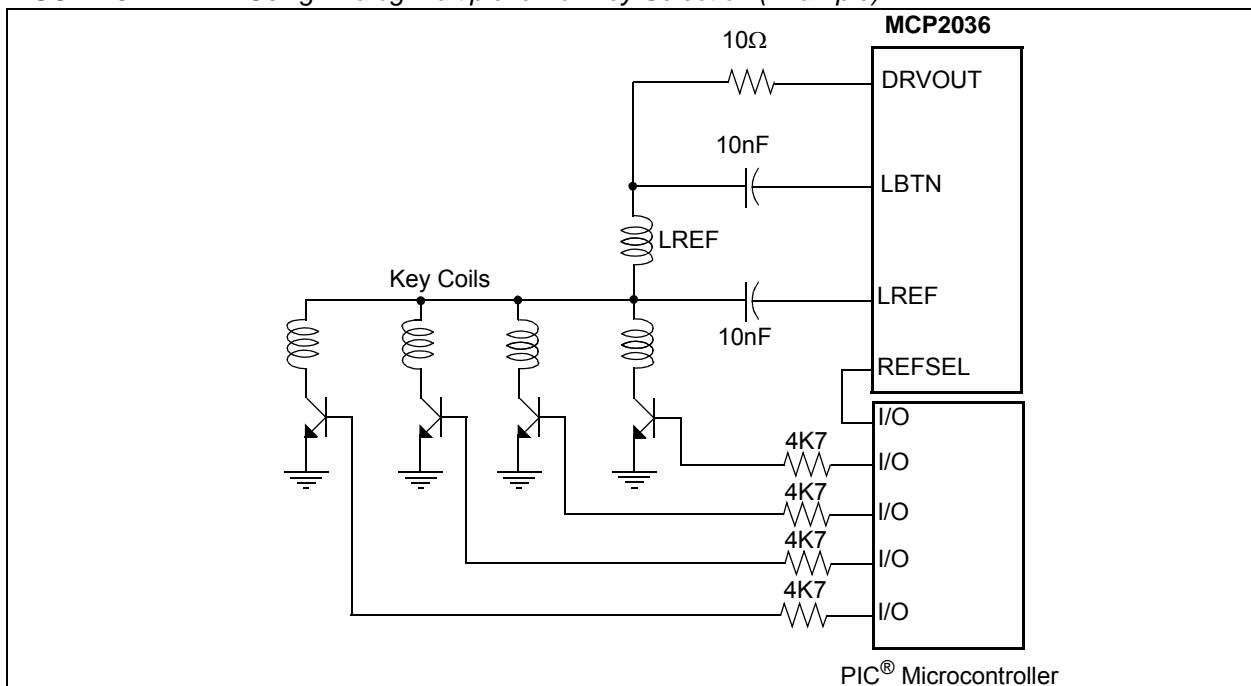 MCP2036
10Ω
DRVOUT
10nF
LBTN
LREF
Key Coils
LREF
10nF
REFSEL
I/O
4K7
I/O
4K7
I/O
4K7
I/O
4K7
I/O
PIC® Microcontroller